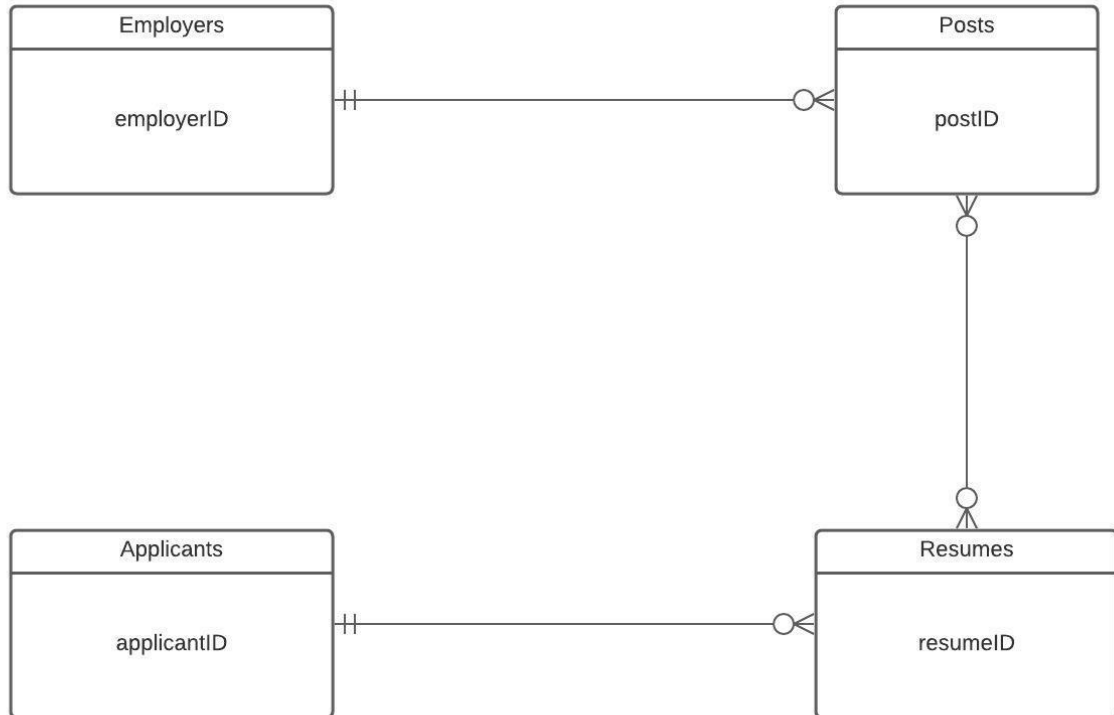 Employers
employerID
Posts
postID
Applicants
applicantID
Resumes
resumeID